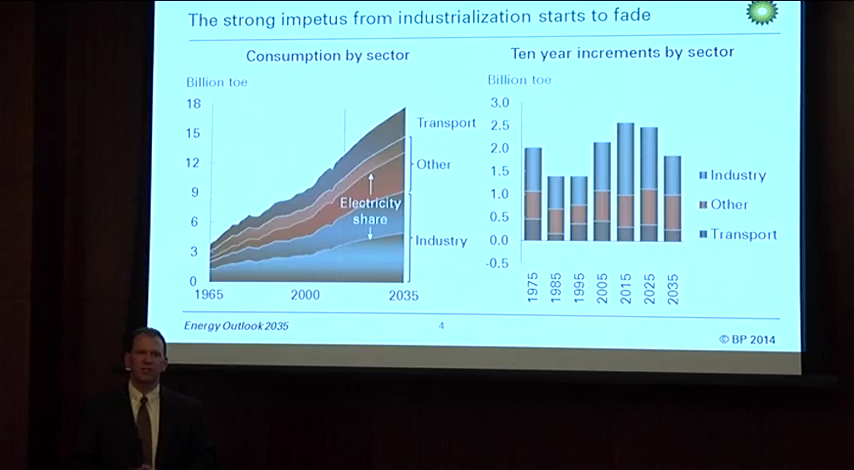 The strong impetus from industrialization starts to fade
Consumption by sector
Billion toe
18
15
12
9
6
3
0
1965
2000
2035
Transport
Other
Industry
Electricity
share
Ten year increments by sector
Billion toe
3.0
2.5
2.0
1.5
1.0
0.5
0.0
-0.5
1975
1985
1995
2005
2015
2025
2035
Industry
Other
Transport
Energy Outlook 2035
4
© BP 2014